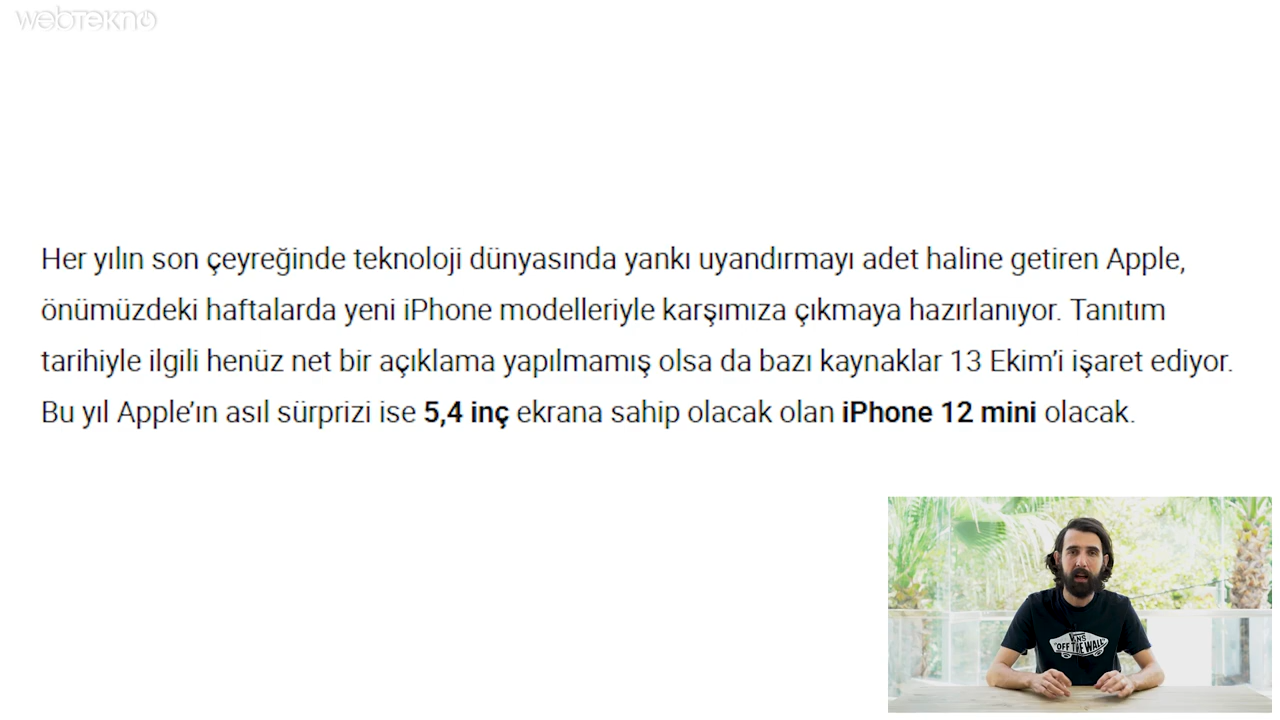 webtekno
Her yılın son çeyreğinde teknoloji dünyasında yankı uyandırmayı adet haline getiren Apple,
önümüzdeki haftalarda yeni iPhone modelleriyle karşımıza çıkmaya hazırlanıyor. Tanıtım
tarihiyle ilgili henüz net bir açıklama yapılmamış olsa da bazı kaynaklar 13 Ekim’i işaret ediyor.
Bu yıl Apple’ın asıl sürprizi ise 5,4 inç ekrana sahip olacak olan iPhone 12 mini olacak.
VANS
"OFF THE WALL"